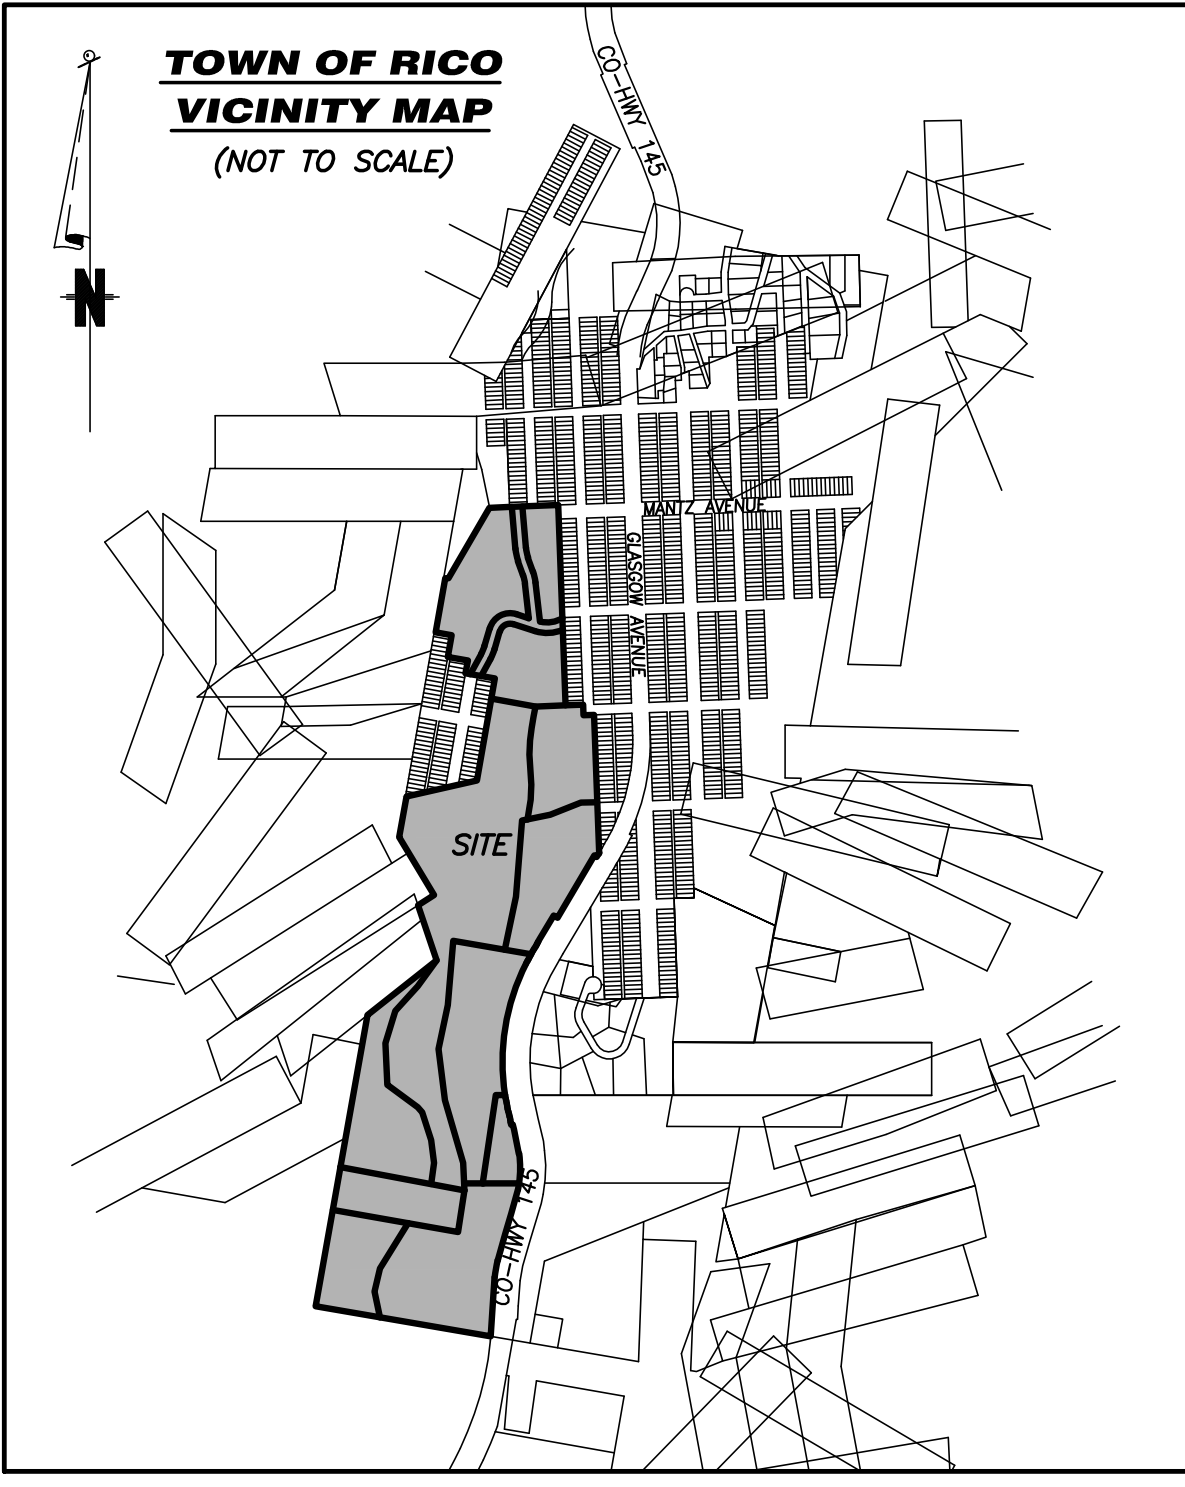 TOWN OF RICO
VICINITY MAP
(NOT TO SCALE)
CO-HWY 145
N
MANTZ AVENUE
GLASGOW AVENUE
SITE
CO-HWY 145